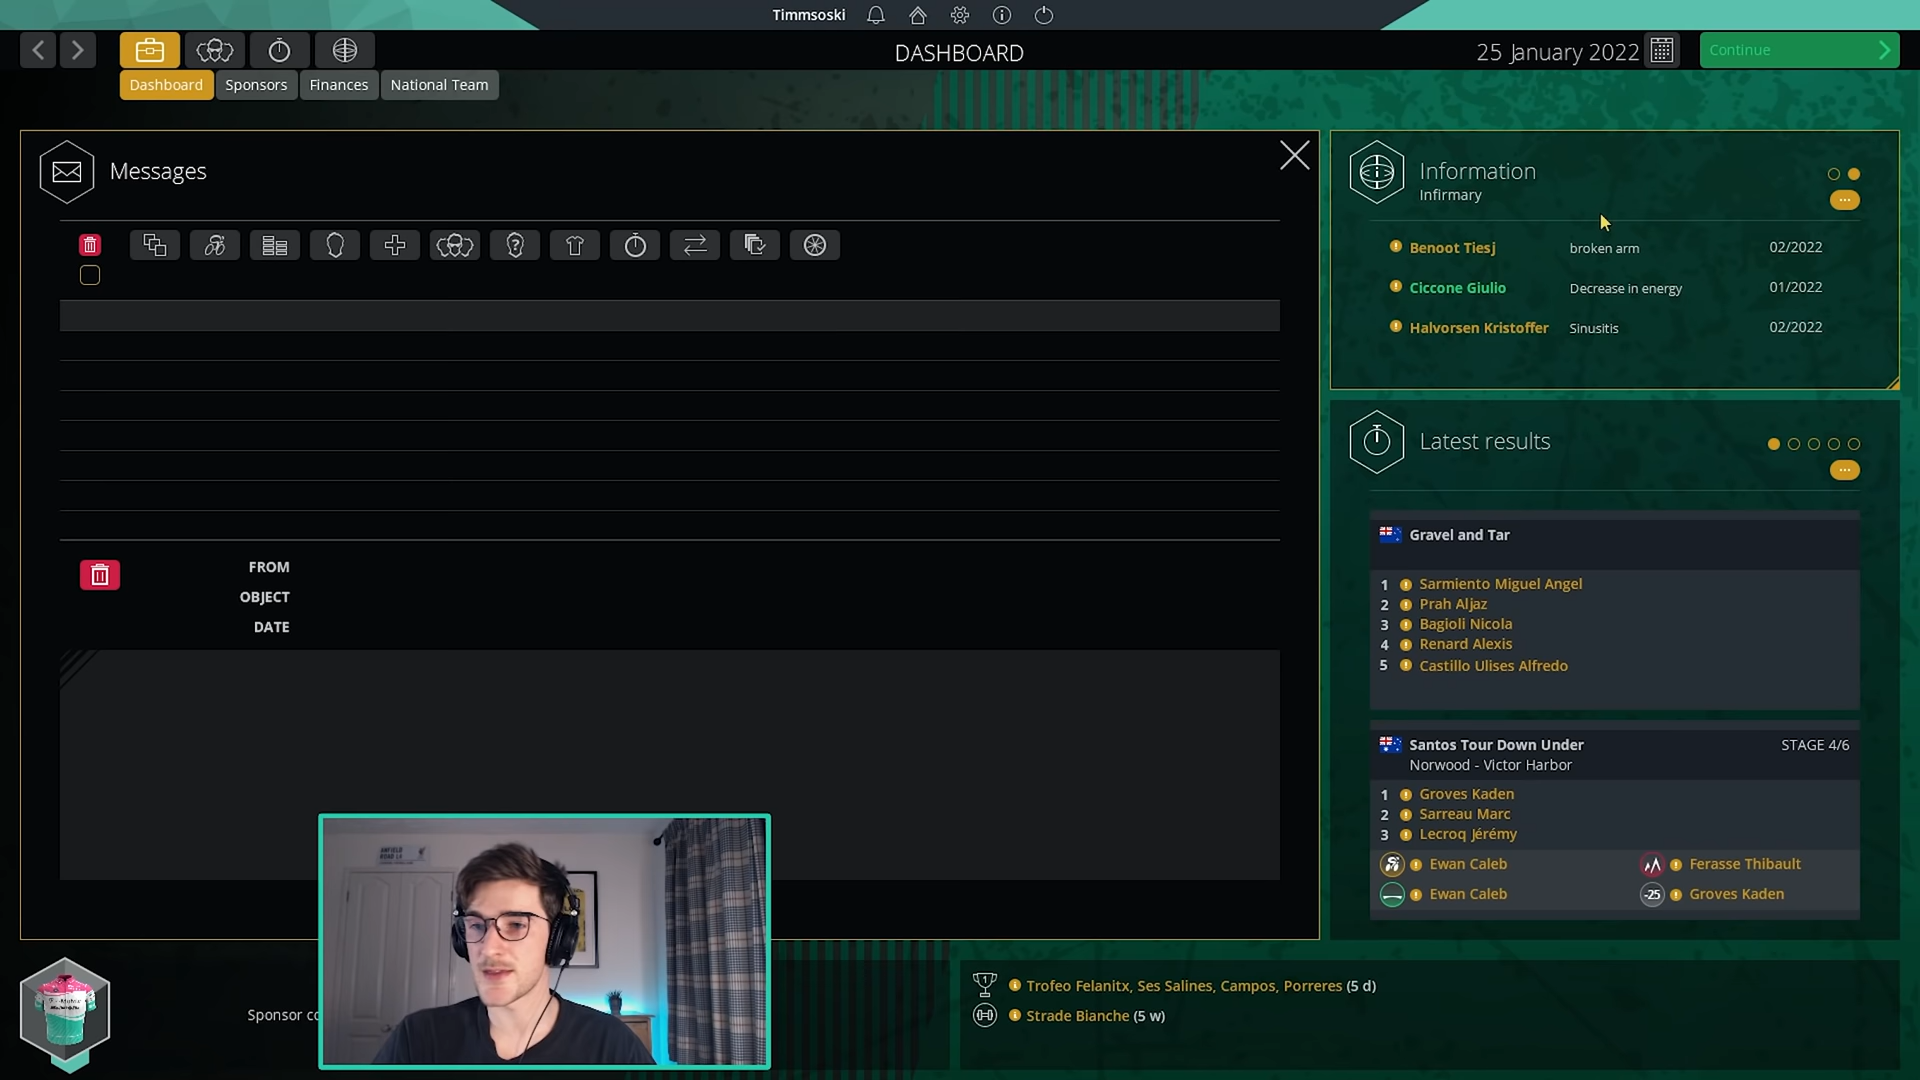 Timmsoski
DASHBOARD
25 January 2022
Continue
Dashboard
Sponsors
Finances
National Team
Messages
FROM
OBJECT
DATE
Information
Infirmary
Benoot Tiesj broken arm 02/2022
Ciccone Giulio Decrease in energy 01/2022
Halvorsen Kristoffer Sinusitis 02/2022
Latest results
Gravel and Tar
1 Sarmiento Miguel Angel
2 Prah Aljaz
3 Bagioli Nicola
4 Renard Alexis
5 Castillo Ulises Alfredo
Santos Tour Down Under STAGE 4/6
Norwood - Victor Harbor
1 Groves Kaden
2 Sarreau Marc
3 Lecroq Jérémy
Ewan Caleb
Ferasse Thibault
Ewan Caleb
-25 Groves Kaden
Sponsor co
Trofeo Felanitx, Ses Salines, Campos, Porreres (5 d)
Strade Bianche (5 w)